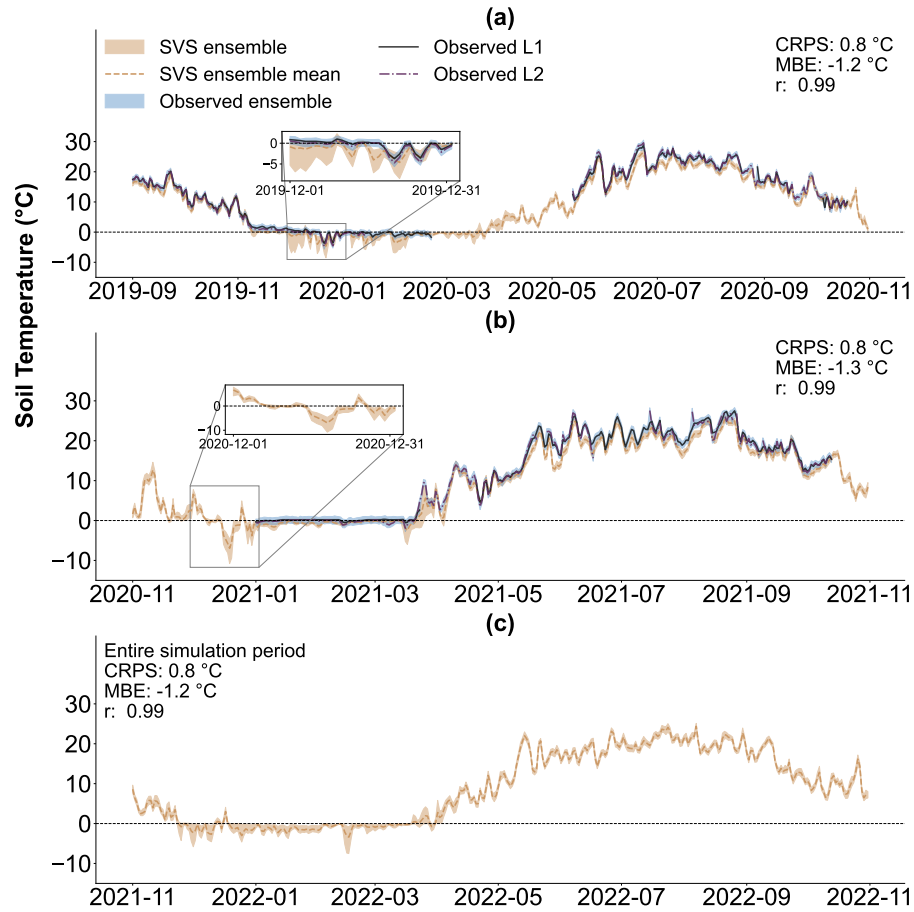 (a)
SVS ensemble
SVS ensemble mean
Observed ensemble
Observed L1
Observed L2
CRPS: 0.8 °C
MBE: -1.2 °C
r: 0.99
Soil Temperature (°C)
30
20
10
0
−10
0
−5
2019-12-01
2019-12-31
2019-09
2019-11
2020-01
2020-03
2020-05
2020-07
2020-09
2020-11
(b)
CRPS: 0.8 °C
MBE: -1.3 °C
r: 0.99
30
20
10
0
−10
0
−10
2020-12-01
2020-12-31
2020-11
2021-01
2021-03
2021-05
2021-07
2021-09
2021-11
(c)
Entire simulation period
CRPS: 0.8 °C
MBE: -1.2 °C
r: 0.99
30
20
10
0
−10
2021-11
2022-01
2022-03
2022-05
2022-07
2022-09
2022-11